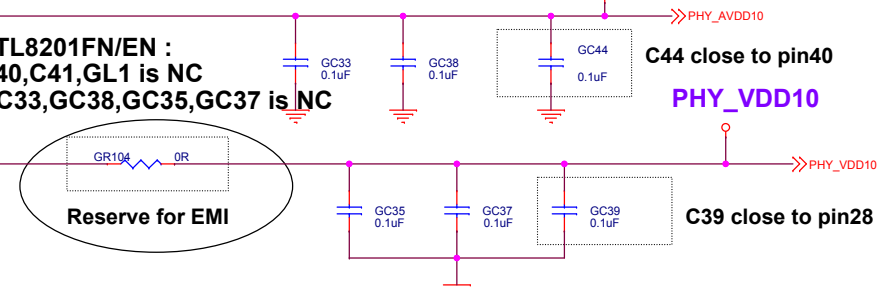 PHY_AVDD10
TL8201FN/EN :
40,C41,GL1 is NC
C33,GC38,GC35,GC37 is NC
GC33
0.1uF
GC38
0.1uF
GC44
0.1uF
C44 close to pin40
PHY_VDD10
GR104 0R
Reserve for EMI
PHY_VDD10
GC35
0.1uF
GC37
0.1uF
GC39
0.1uF
C39 close to pin28